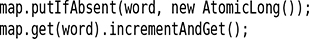 map.putIfAbsent(word, new AtomicLong());
map.get(word).incrementAndGet();